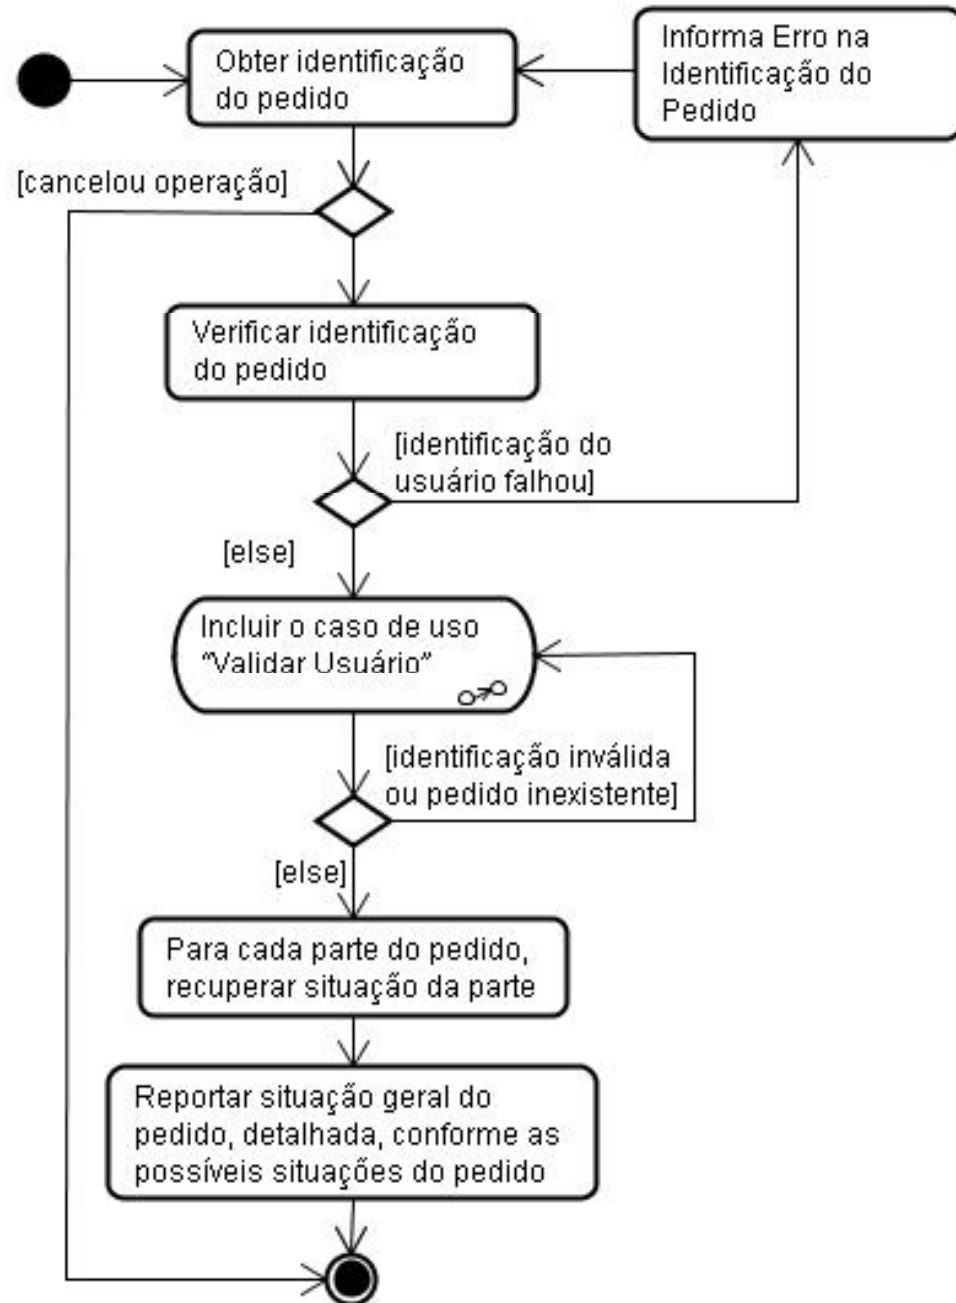 Obter identificação
do pedido
Informa Erro na
Identificação do
Pedido
[cancelou operação]
Verificar identificação
do pedido
[identificação do
usuário falhou]
[else]
Incluir o caso de uso
“Validar Usuário”
[identificação inválida
ou pedido inexistente]
[else]
Para cada parte do pedido,
recuperar situação da parte
Reportar situação geral do
pedido, detalhada, conforme as
possíveis situações do pedido